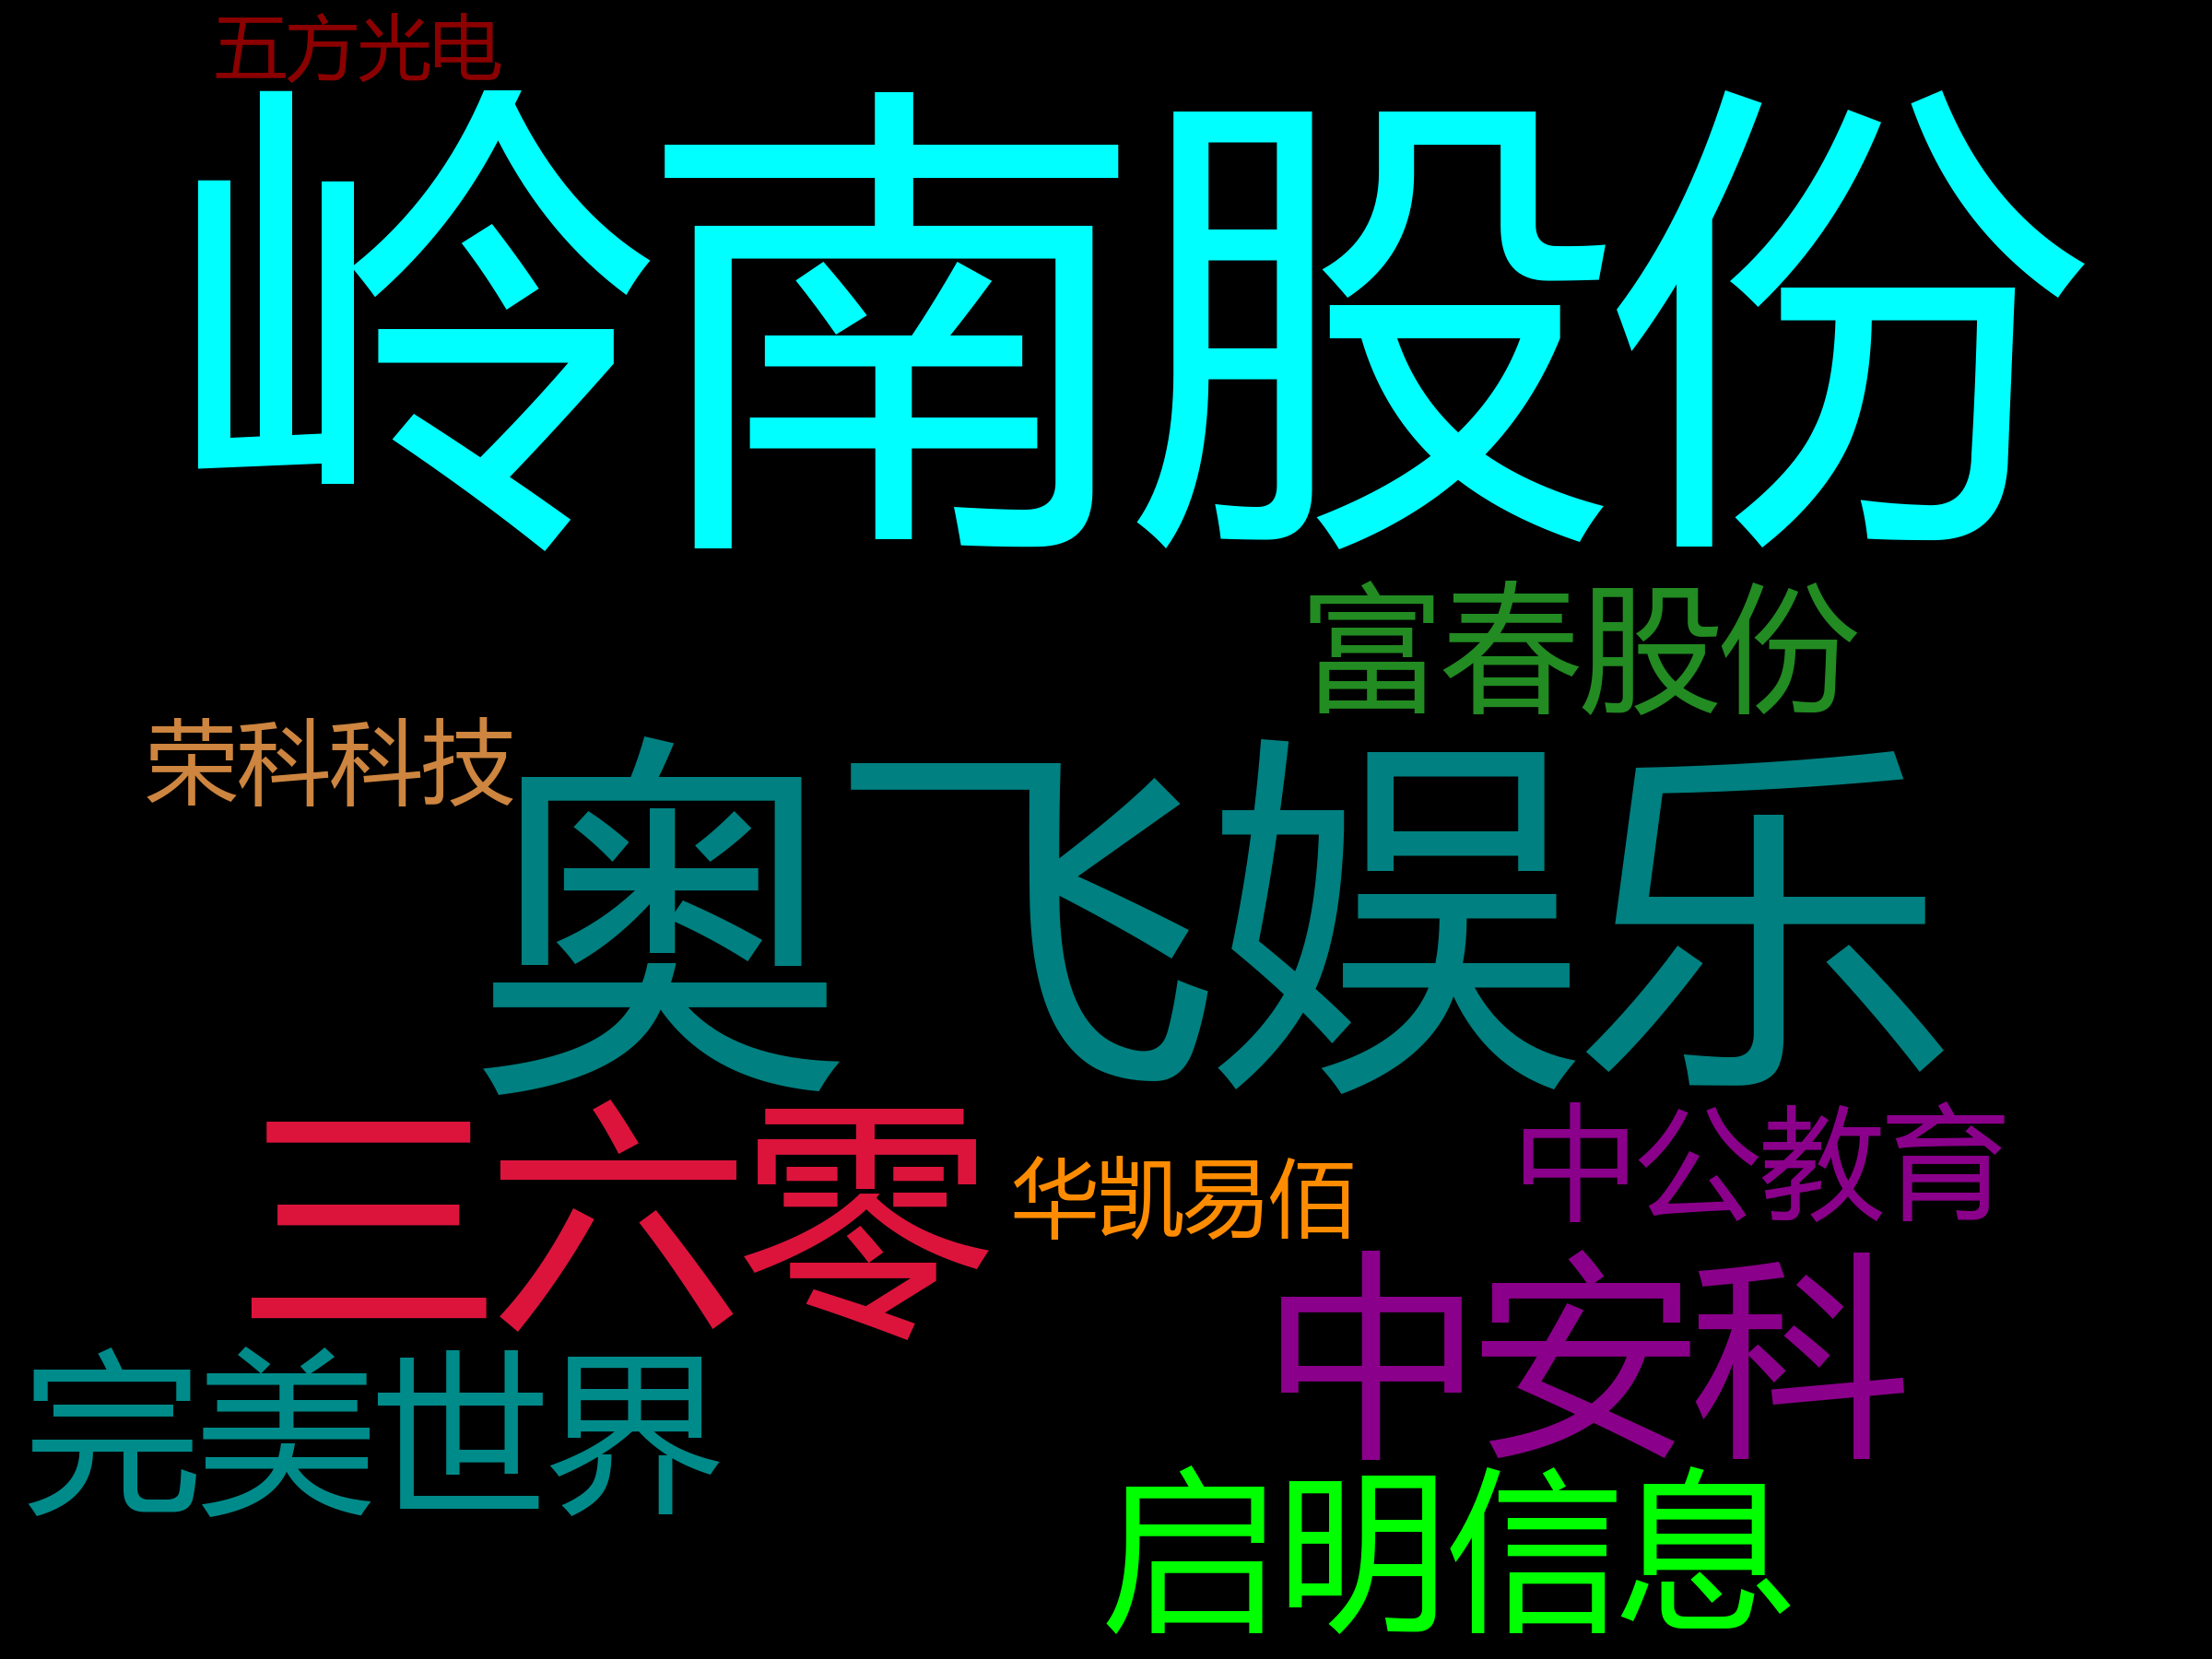 五方光电
岭南股份
富春股份
荣科科技
奥飞娱乐
三六零
华凯易佰
中公教育
中安科
完美世界
启明信息